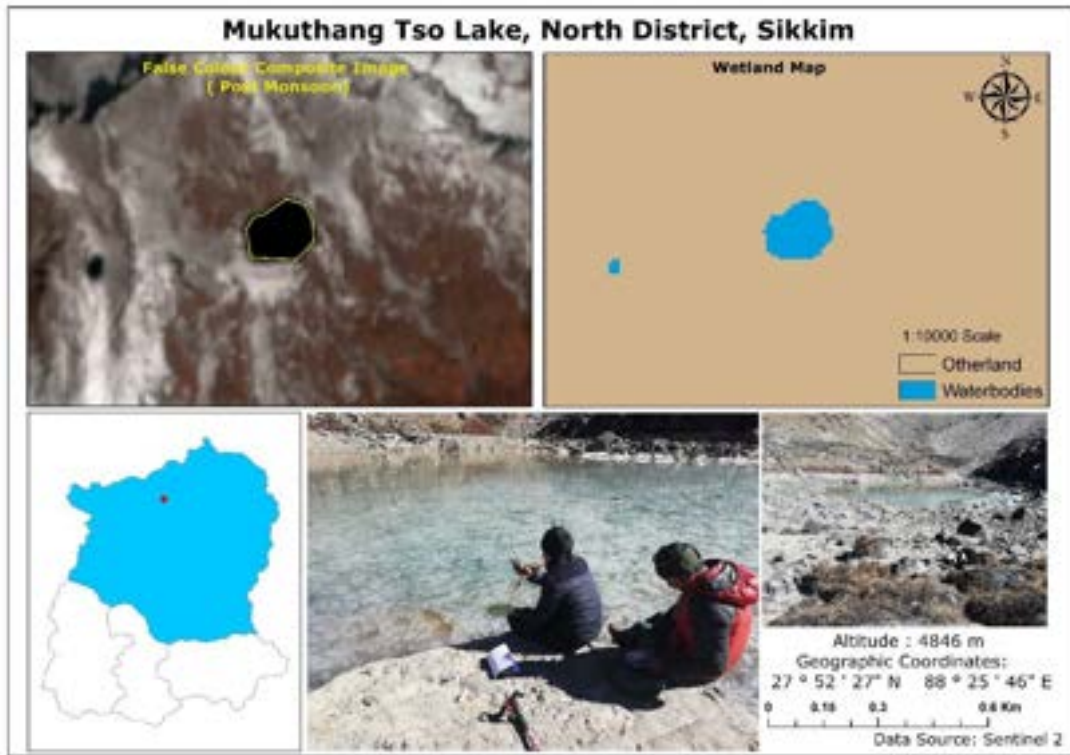 Mukuthang Tso Lake, North District, Sikkim
False Colour Composite Image
( Post Monsoon)
Wetland Map
N
W
E
S
1:10000 Scale
Otherland
Waterbodies
Altitude : 4846 m
Geographic Coordinates:
27 ° 52 ' 27" N 88 ° 25 ' 46" E
0 0.15 0.3 0.6 Km
Data Source: Sentinel 2